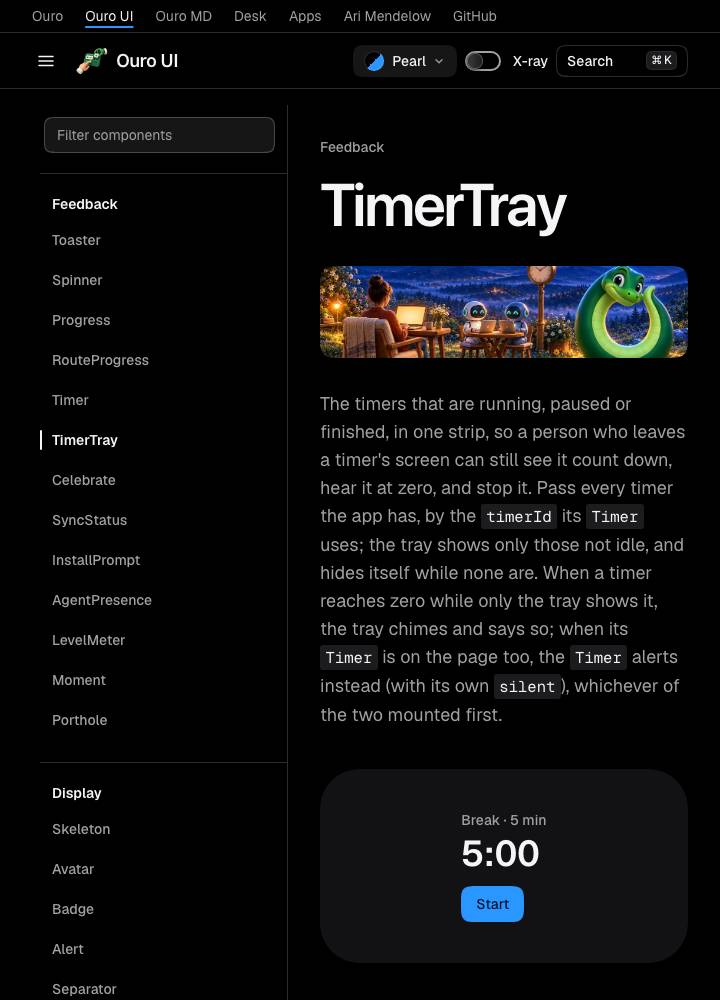 Ouro
Ouro UI
Ouro MD
Desk
Apps
Ari Mendelow
GitHub
Ouro UI
Pearl
X-ray
Search
⌘ K
Filter components
Feedback
Toaster
Spinner
Progress
RouteProgress
Timer
TimerTray
Celebrate
SyncStatus
InstallPrompt
AgentPresence
LevelMeter
Moment
Porthole
Display
Skeleton
Avatar
Badge
Alert
Separator
Feedback
TimerTray
The timers that are running, paused or
finished, in one strip, so a person who leaves
a timer's screen can still see it count down,
hear it at zero, and stop it. Pass every timer
the app has, by the timerId its Timer
uses; the tray shows only those not idle, and
hides itself while none are. When a timer
reaches zero while only the tray shows it,
the tray chimes and says so; when its
Timer is on the page too, the Timer alerts
instead (with its own silent), whichever of
the two mounted first.
Break · 5 min
5:00
Start